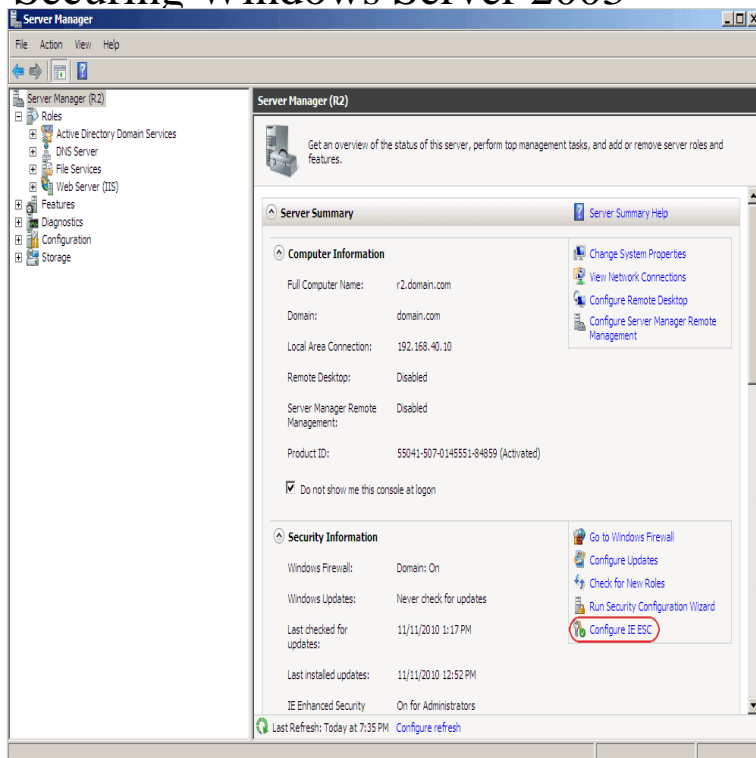 Securing Windows Server 2003
Server Manager
File Action View Help
Server Manager (R2)
Roles
Active Directory Domain Services
DNS Server
File Services
Web Server (IIS)
Features
Diagnostics
Configuration
Storage
Server Manager (R2)
Get an overview of the status of this server, perform top management tasks, and add or remove server roles and
features.
Server Summary
Server Summary Help
Computer Information
Full Computer Name: r2.domain.com
Domain: domain.com
Local Area Connection: 192.168.40.10
Remote Desktop: Disabled
Server Manager Remote Disabled
Management:
Product ID: 55041-507-0145551-84859 (Activated)
Do not show me this console at logon
Change System Properties
View Network Connections
Configure Remote Desktop
Configure Server Manager Remote
Management
Security Information
Windows Firewall: Domain: On
Windows Updates: Never check for updates
Last checked for 11/11/2010 1:17 PM
updates:
Last installed updates: 11/11/2010 12:52 PM
IE Enhanced Security On for Administrators
Go to Windows Firewall
Configure Updates
Check for New Roles
Run Security Configuration Wizard
Configure IE ESC
Last Refresh: Today at 7:35 PM Configure refresh